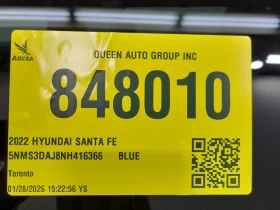 ADESA
QUEEN AUTO GROUP INC
848010
2022 HYUNDAI SANTA FE
5NMS3DAJ8NH416366 BLUE
Toronto
01/28/2026 15:22:56 YS